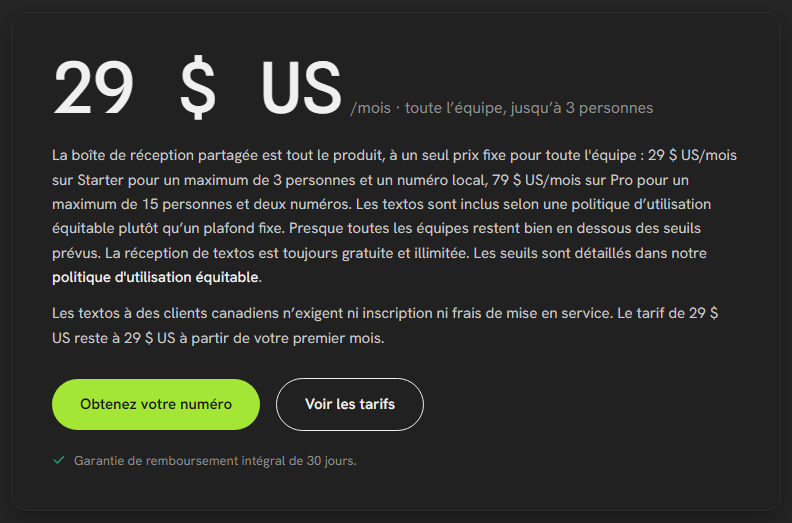 29 $ US /mois · toute l’équipe, jusqu’à 3 personnes
La boîte de réception partagée est tout le produit, à un seul prix fixe pour toute l'équipe : 29 $ US/mois
sur Starter pour un maximum de 3 personnes et un numéro local, 79 $ US/mois sur Pro pour un
maximum de 15 personnes et deux numéros. Les textos sont inclus selon une politique d’utilisation
équitable plutôt qu’un plafond fixe. Presque toutes les équipes restent bien en dessous des seuils
prévus. La réception de textos est toujours gratuite et illimitée. Les seuils sont détaillés dans notre
politique d'utilisation équitable.
Les textos à des clients canadiens n’exigent ni inscription ni frais de mise en service. Le tarif de 29 $
US reste à 29 $ US à partir de votre premier mois.
Obtenez votre numéro
Voir les tarifs
Garantie de remboursement intégral de 30 jours.